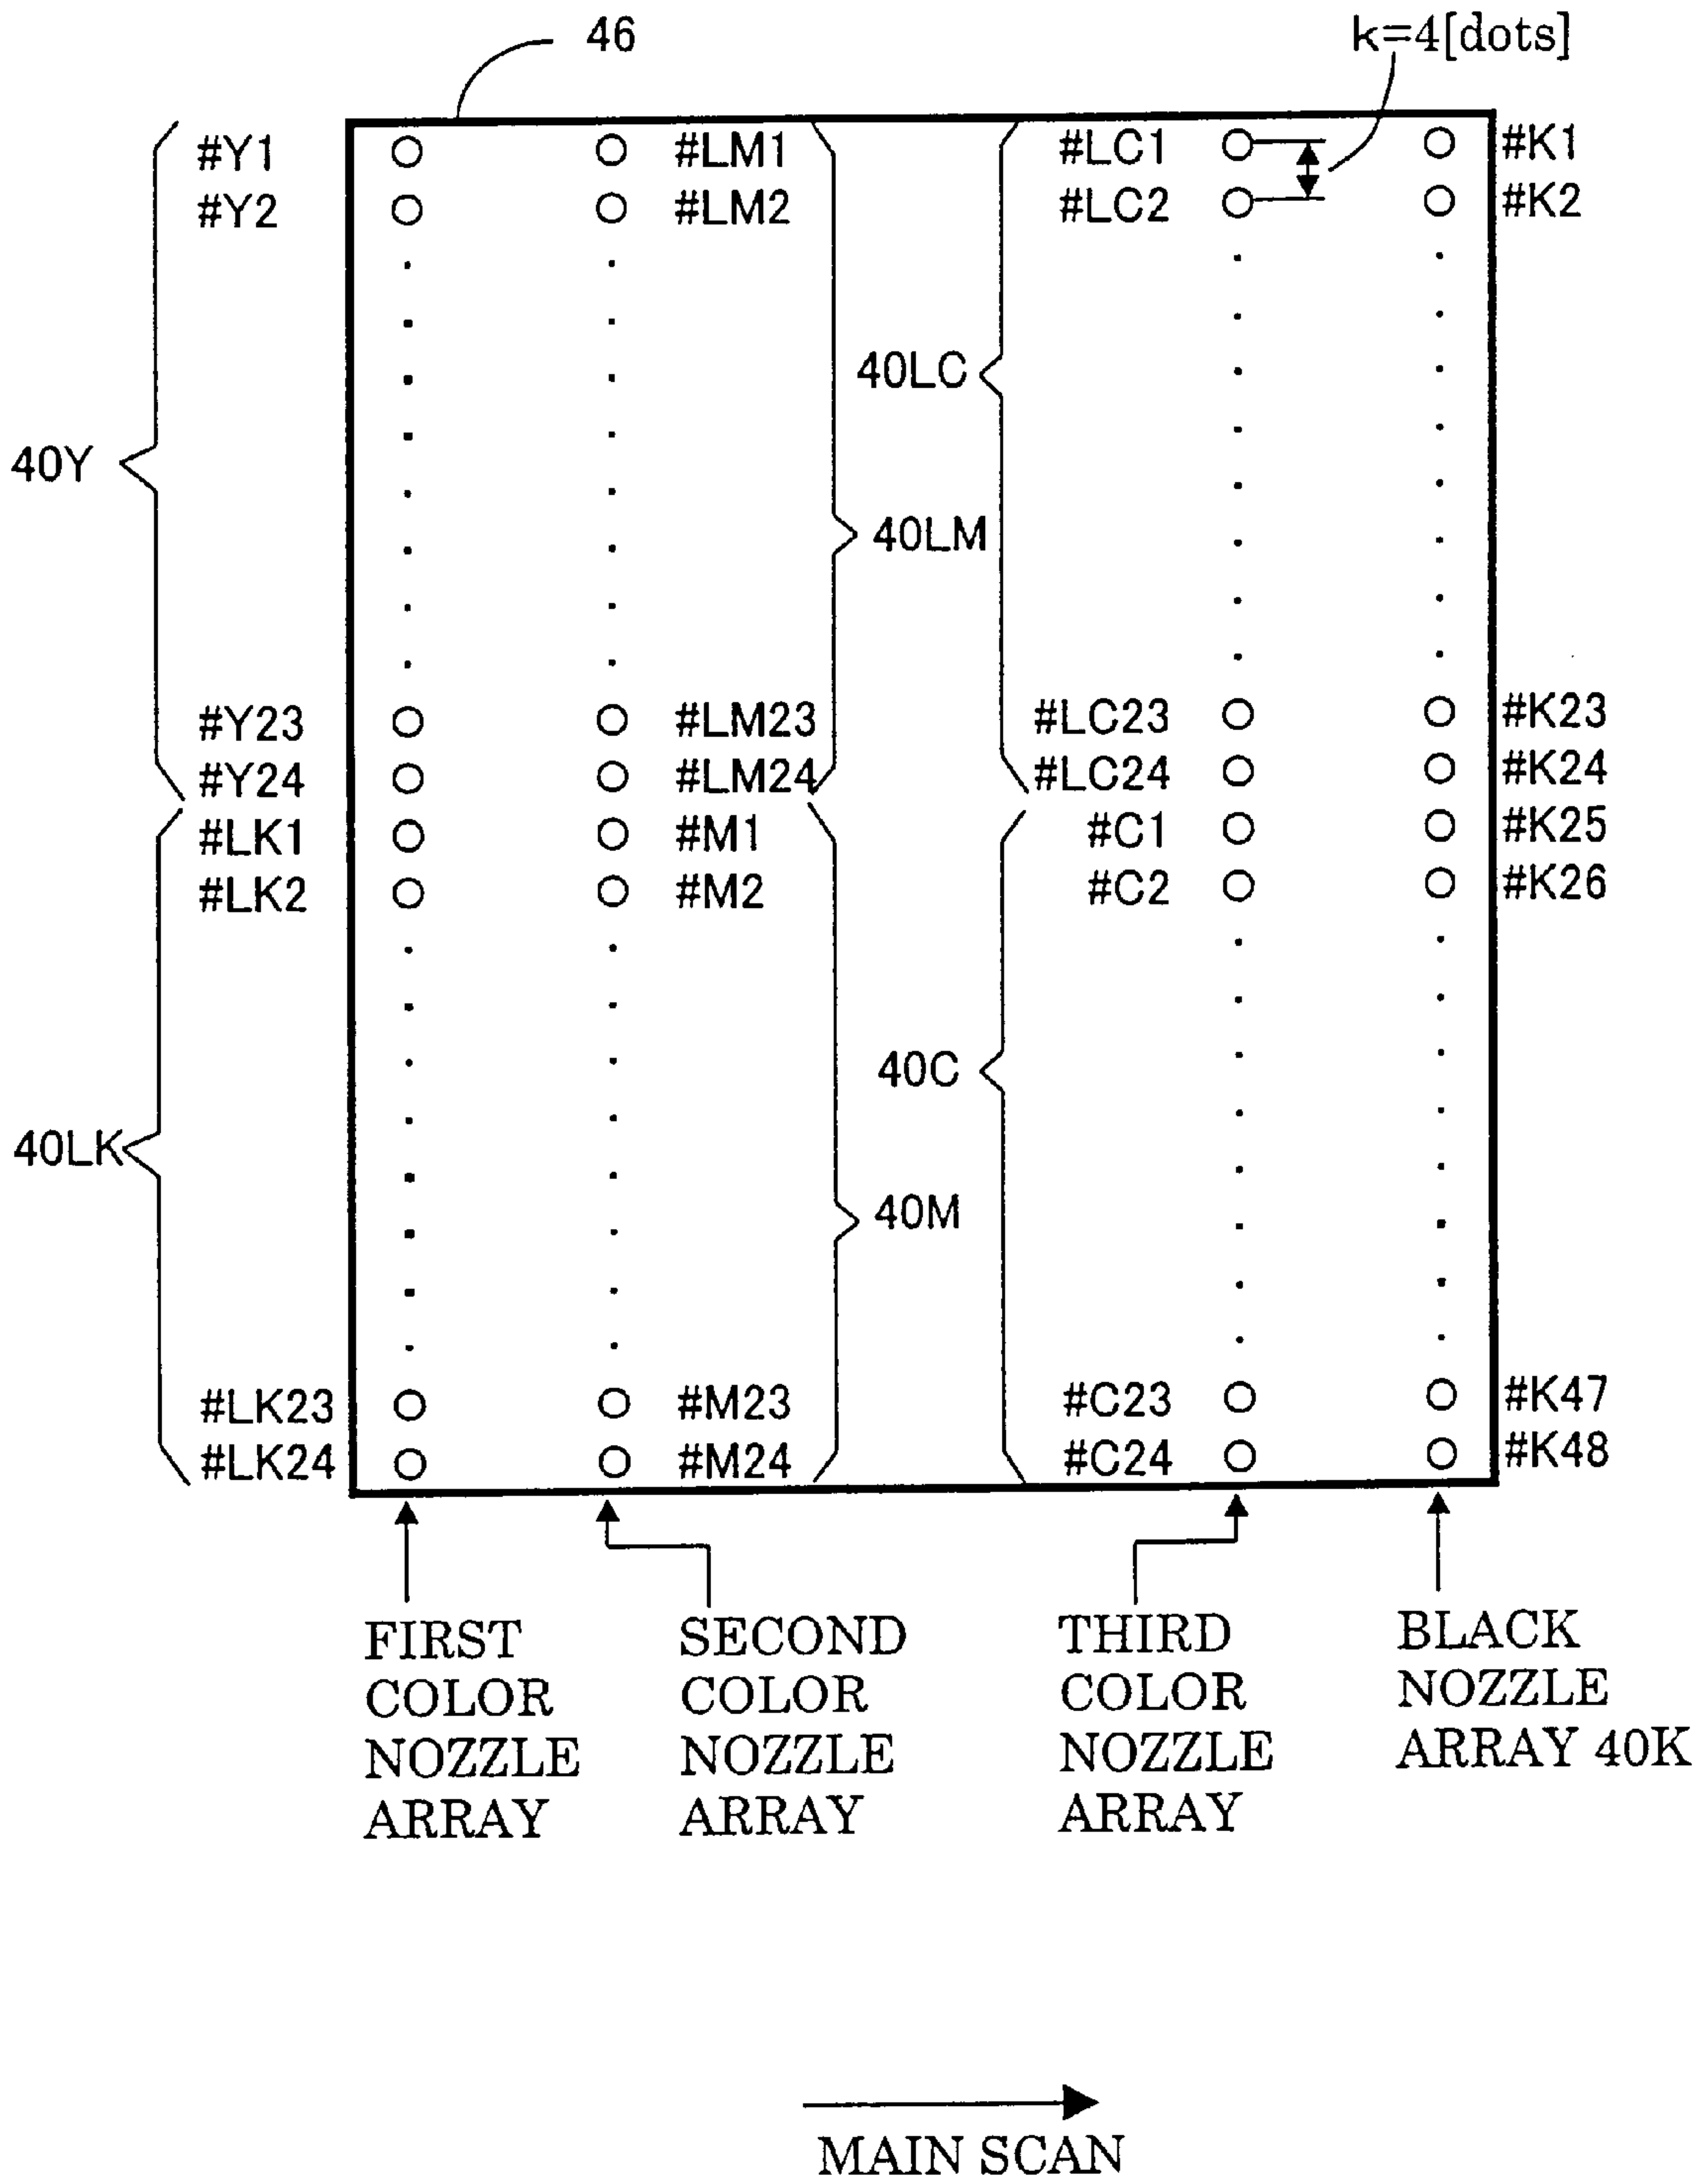 46 k=4[dots]
#Y1 #LM1 #LC1 #K1
#Y2 #LM2 #LC2 #K2
40LC
40Y
40LM
#Y23 #LM23 #LC23 #K23
#Y24 #LM24 #LC24 #K24
#LK1 #M1 #C1 #K25
#LK2 #M2 #C2 #K26
40C
40LK
40M
#LK23 #M23 #C23 #K47
#LK24 #M24 #C24 #K48
FIRST
COLOR
NOZZLE
ARRAY
SECOND
COLOR
NOZZLE
ARRAY
THIRD
COLOR
NOZZLE
ARRAY
BLACK
NOZZLE
ARRAY 40K
MAIN SCAN